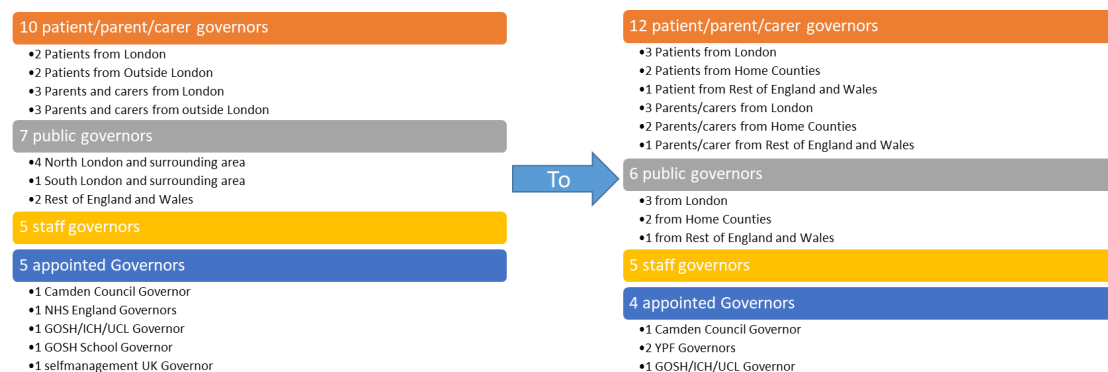 10 patient/parent/carer governors
•2 Patients from London
•2 Patients from Outside London
•3 Parents and carers from London
•3 Parents and carers from outside London
7 public governors
•4 North London and surrounding area
•1 South London and surrounding area
•2 Rest of England and Wales
5 staff governors
5 appointed Governors
•1 Camden Council Governor
•1 NHS England Governors
•1 GOSH/ICH/UCL Governor
•1 GOSH School Governor
•1 selfmanagement UK Governor
To
12 patient/parent/carer governors
•3 Patients from London
•2 Patients from Home Counties
•1 Patient from Rest of England and Wales
•3 Parents/carers from London
•2 Parents/carers from Home Counties
•1 Parents/carer from Rest of England and Wales
6 public governors
•3 from London
•2 from Home Counties
•1 from Rest of England and Wales
5 staff governors
4 appointed Governors
•1 Camden Council Governor
•2 YPF Governors
•1 GOSH/ICH/UCL Governor